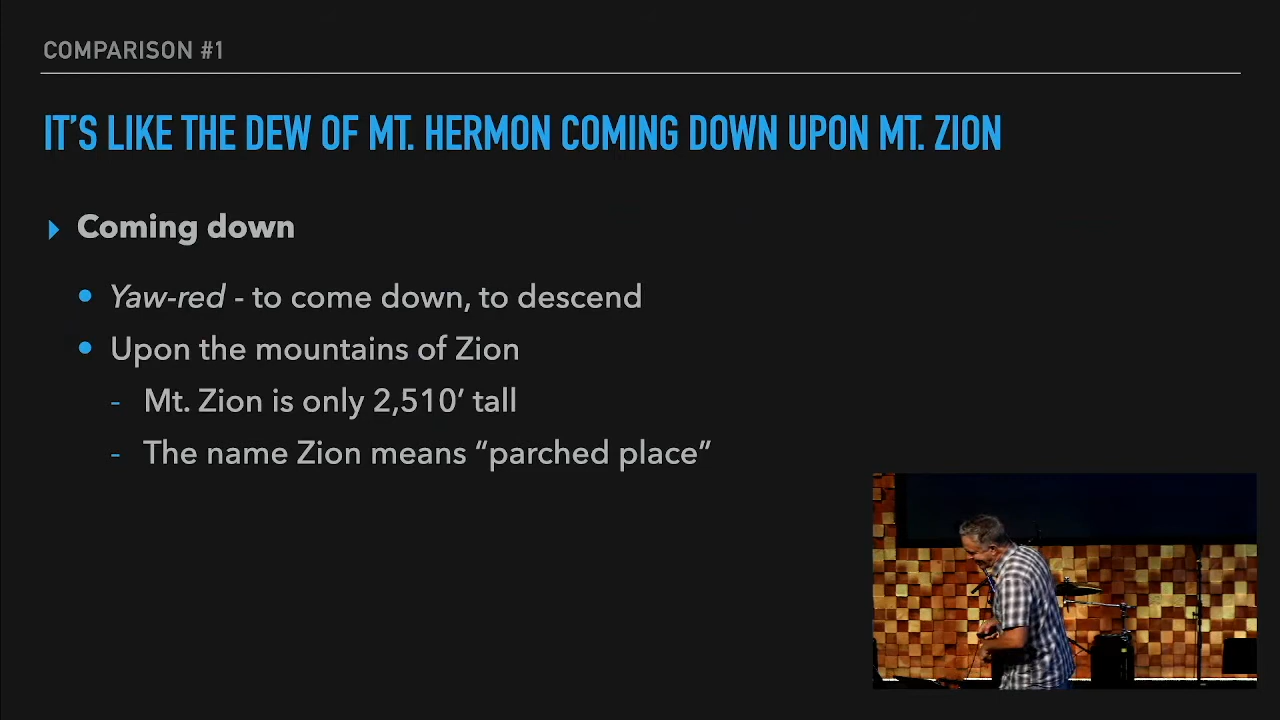 COMPARISON #1
IT'S LIKE THE DEW OF MT. HERMON COMING DOWN UPON MT. ZION
Coming down
Yaw-red - to come down, to descend
Upon the mountains of Zion
- Mt. Zion is only 2,510′ tall
- The name Zion means “parched place”